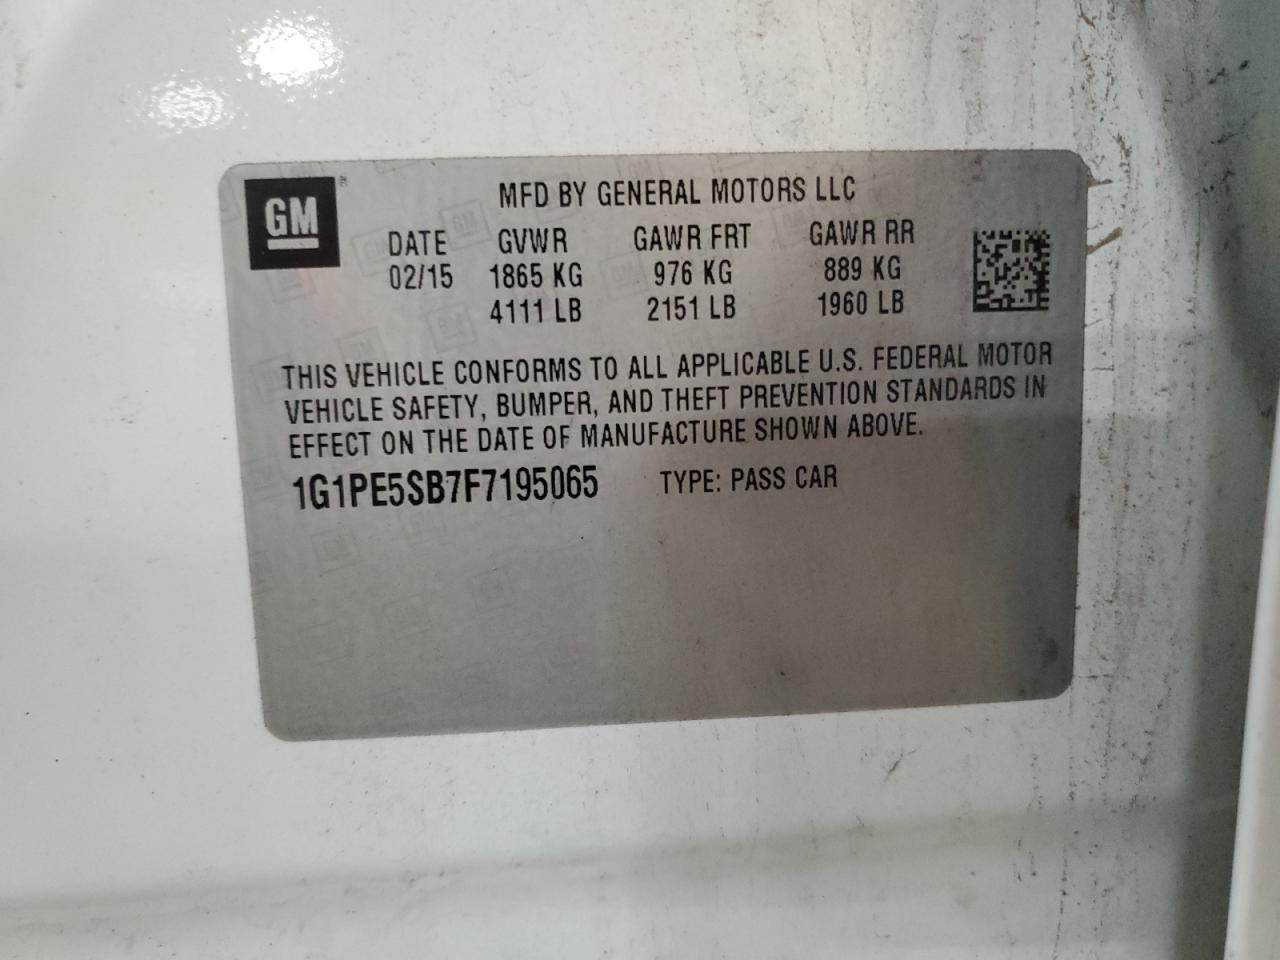 GM
MFD BY GENERAL MOTORS LLC
DATE GVWR GAWR FRT GAWR RR
02/15 1865 KG 976 KG 889 KG
4111 LB 2151 LB 1960 LB
THIS VEHICLE CONFORMS TO ALL APPLICABLE U.S. FEDERAL MOTOR
VEHICLE SAFETY, BUMPER, AND THEFT PREVENTION STANDARDS IN
EFFECT ON THE DATE OF MANUFACTURE SHOWN ABOVE.
1G1PE5SB7F7195065 TYPE: PASS CAR